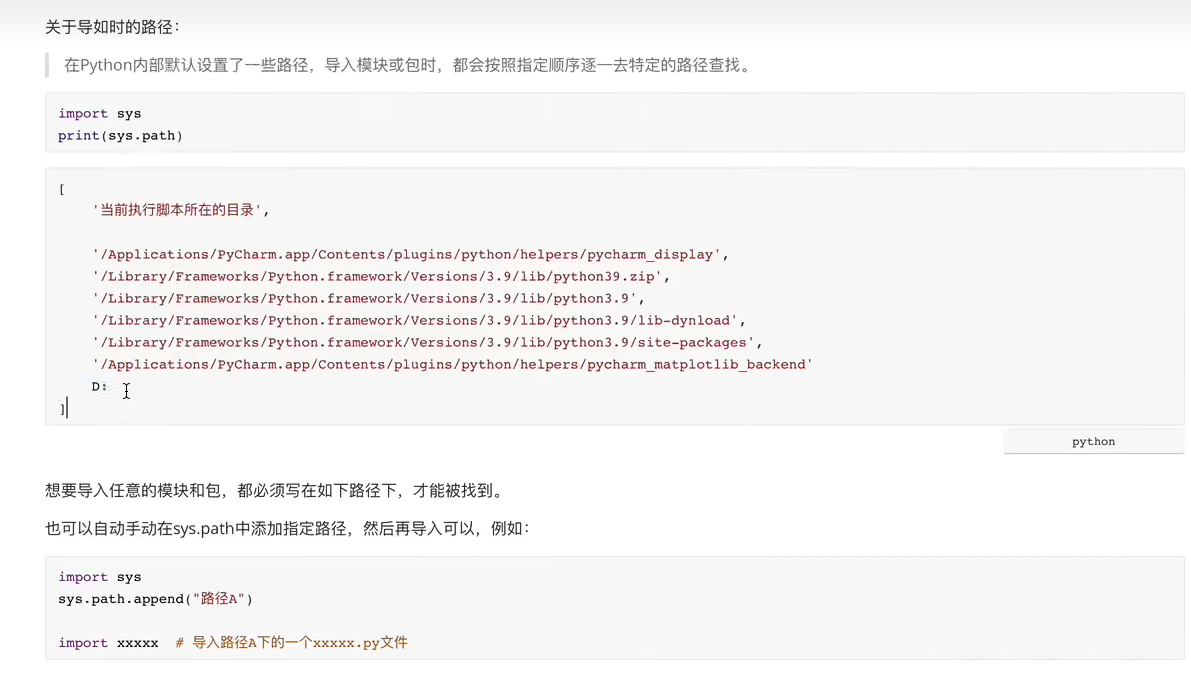 关于导如时的路径：
在Python内部默认设置了一些路径，导入模块或包时，都会按照指定顺序逐一去特定的路径查找。
import sys
print(sys.path)
[
'当前执行脚本所在的目录',
'/Applications/PyCharm.app/Contents/plugins/python/helpers/pycharm_display',
'/Library/Frameworks/Python.framework/Versions/3.9/lib/python39.zip',
'/Library/Frameworks/Python.framework/Versions/3.9/lib/python3.9',
'/Library/Frameworks/Python.framework/Versions/3.9/lib/python3.9/lib-dynload',
'/Library/Frameworks/Python.framework/Versions/3.9/lib/python3.9/site-packages',
'/Applications/PyCharm.app/Contents/plugins/python/helpers/pycharm_matplotlib_backend'
D:
]
python
想要导入任意的模块和包，都必须写在如下路径下，才能被找到。
也可以自动手动在sys.path中添加指定路径，然后再导入可以，例如：
import sys
sys.path.append("路径A")
import xxxxx # 导入路径A下的一个xxxxx.py文件